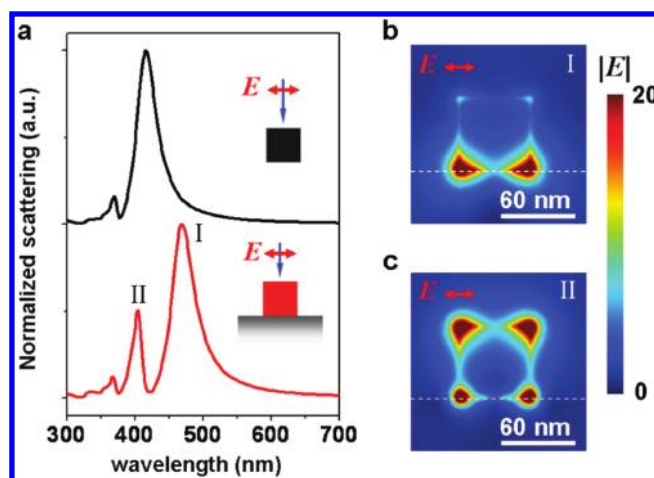 a
Normalized scattering (a.u.)
E
E
I
II
300 400 500 600 700
wavelength (nm)
b
E
I
60 nm
c
E
II
60 nm
|E|
20
0